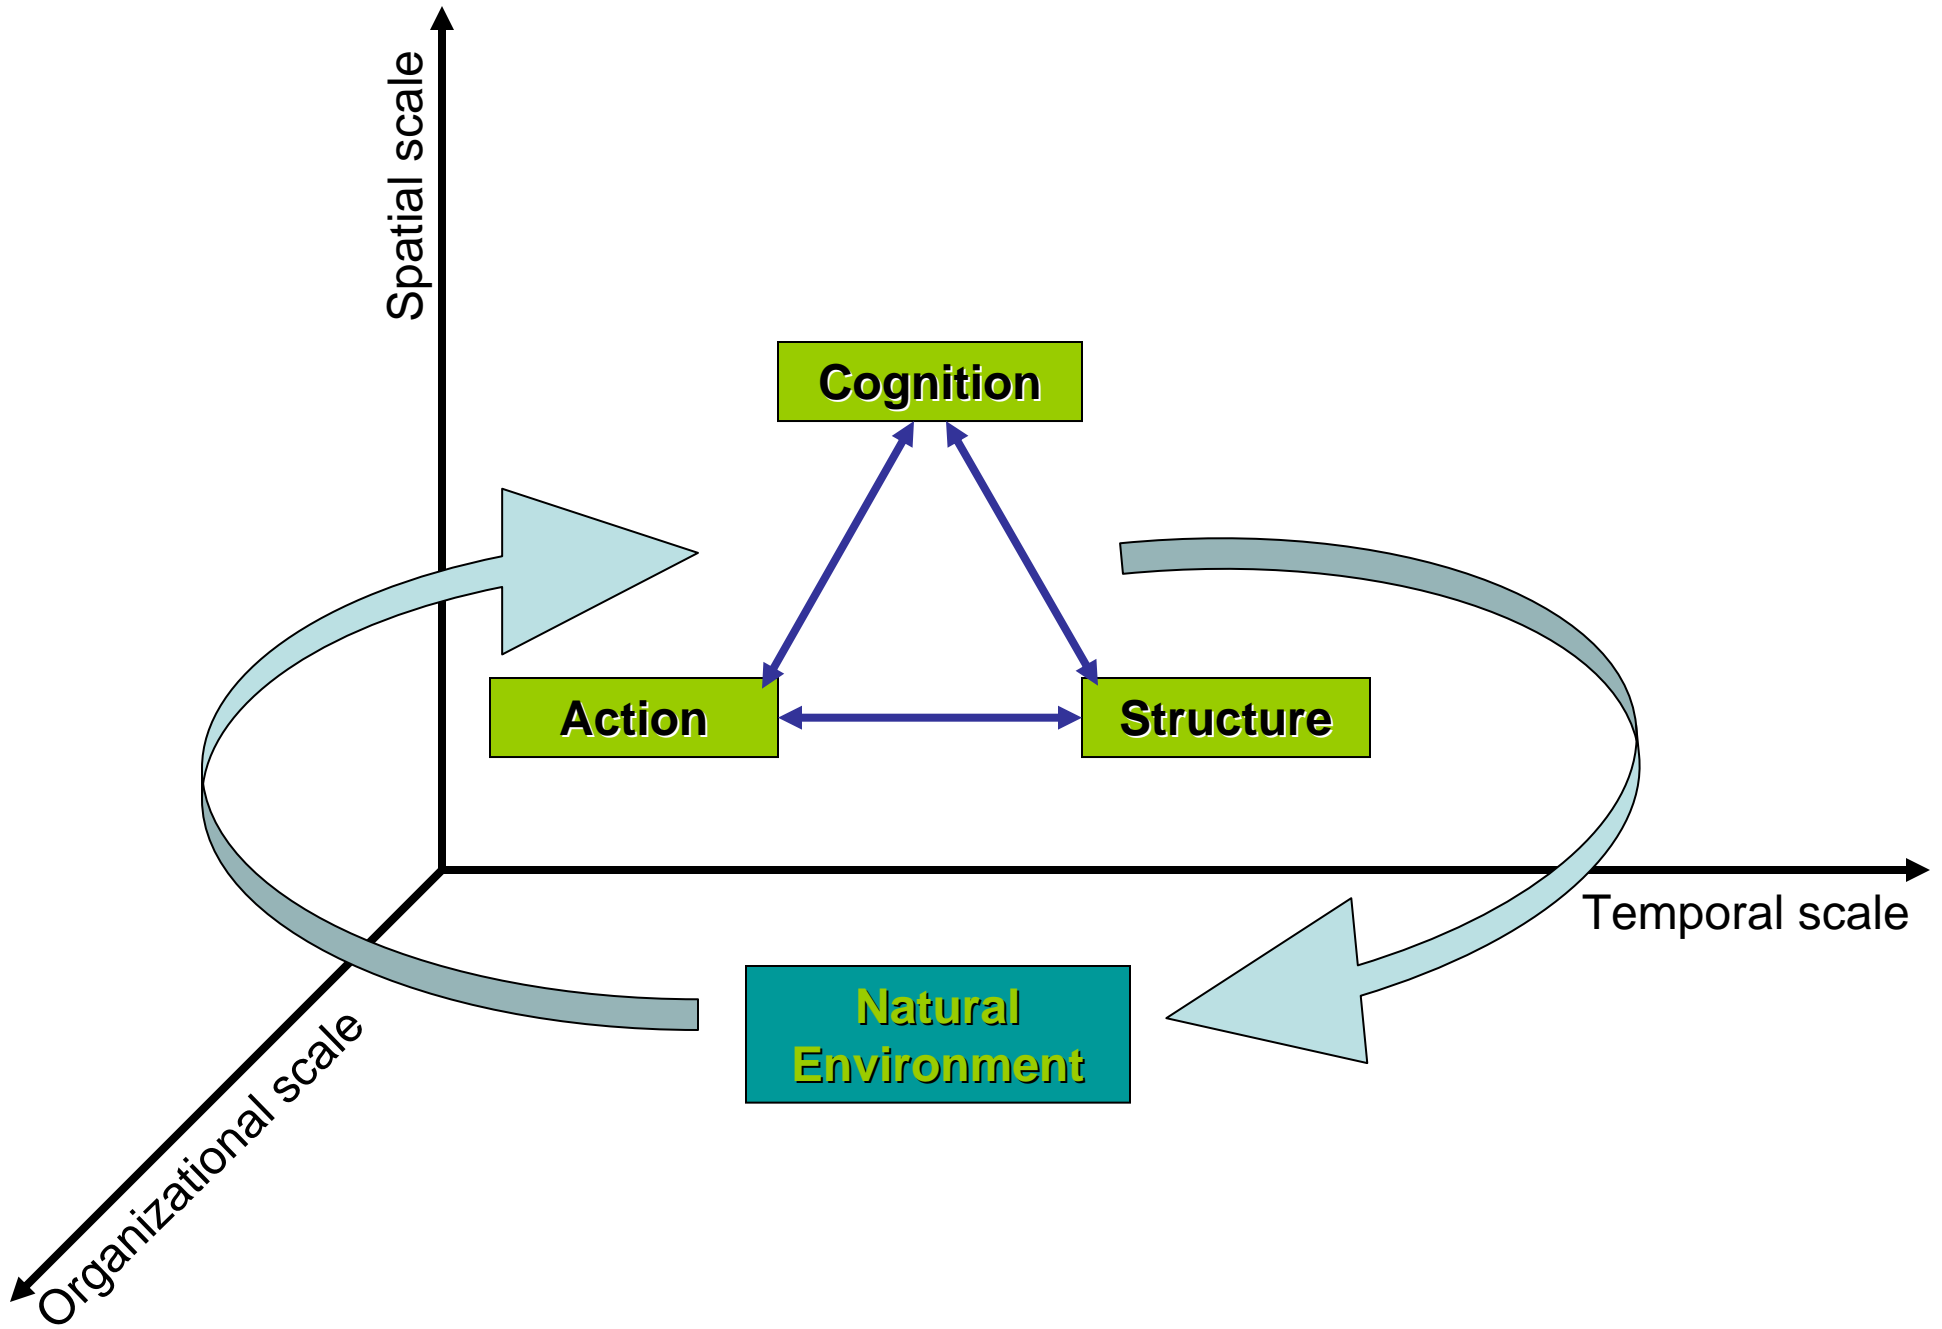 Spatial scale
Cognition
Action
Structure
Temporal scale
Natural
Environment
Organizational scale